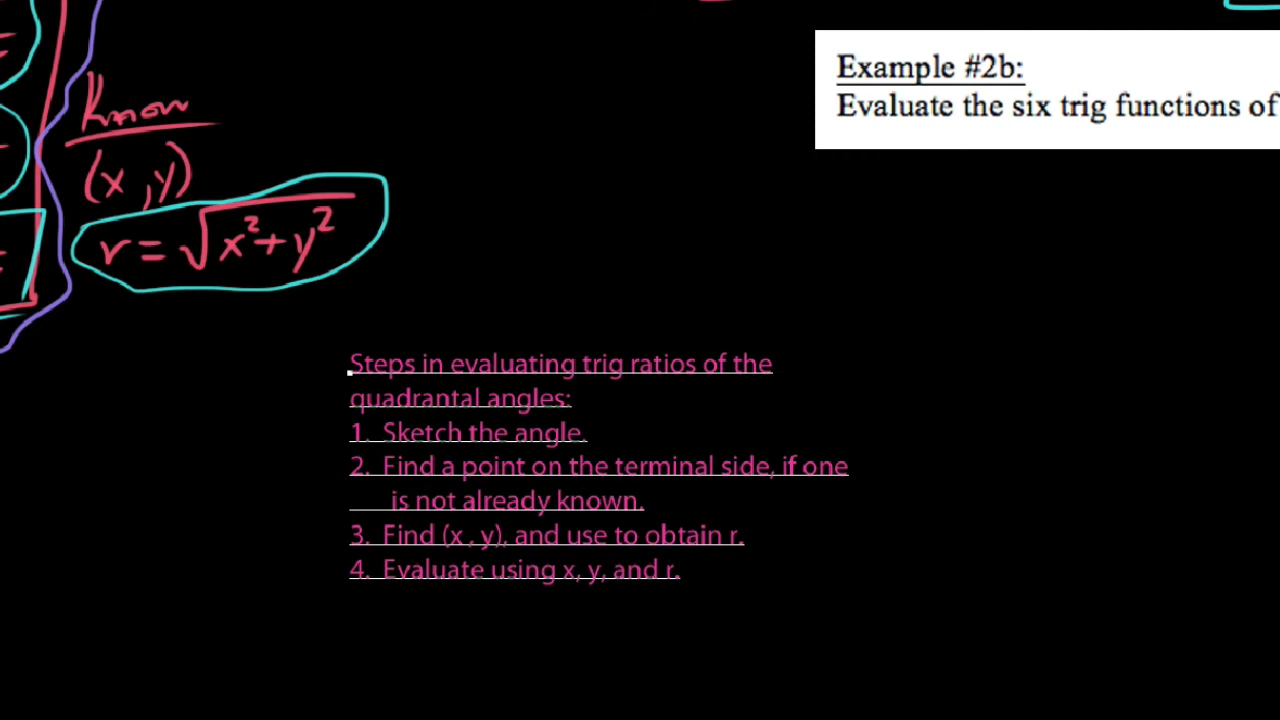 Know
(x, y)
r = √x²+y²
Example #2b:
Evaluate the six trig functions of
Steps in evaluating trig ratios of the
quadrantal angles:
1. Sketch the angle.
2. Find a point on the terminal side, if one
is not already known.
3. Find (x , y), and use to obtain r.
4. Evaluate using x, y, and r.